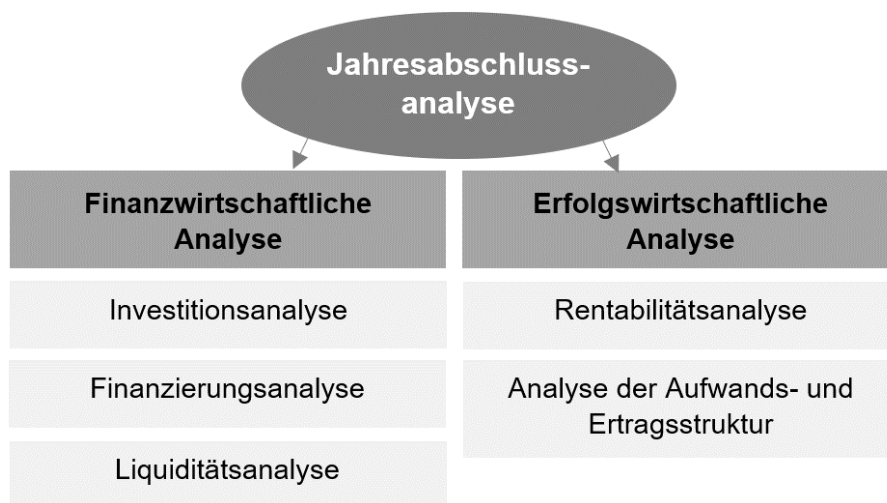 Jahresabschluss-
analyse
Finanzwirtschaftliche
Analyse
Investitionsanalyse
Finanzierungsanalyse
Liquiditätsanalyse
Erfolgswirtschaftliche
Analyse
Rentabilitätsanalyse
Analyse der Aufwands- und
Ertragsstruktur